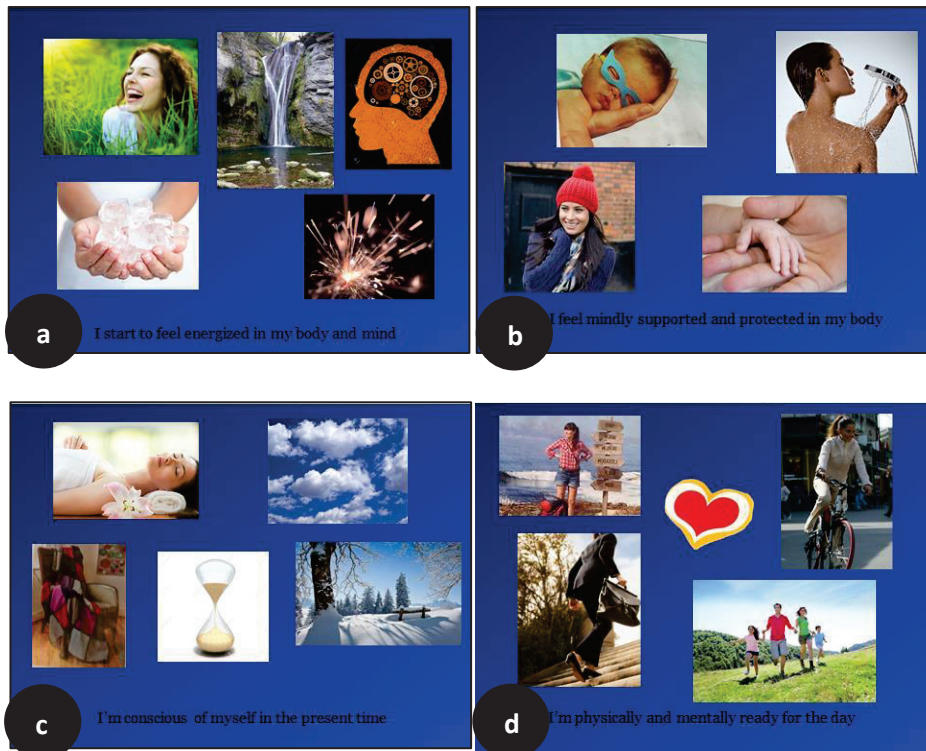 a
I start to feel energized in my body and mind
b
I feel mindly supported and protected in my body
c
I'm conscious of myself in the present time
d
I'm physically and mentally ready for the day